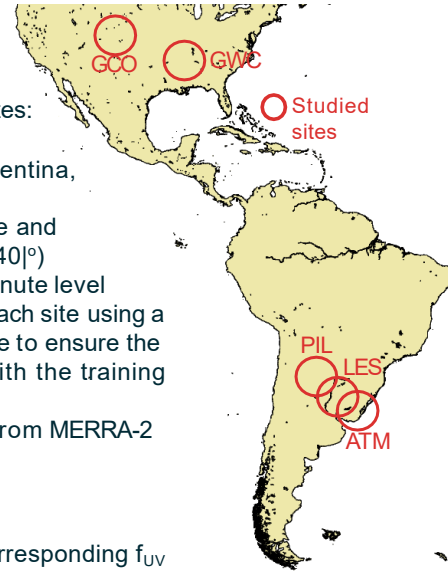 GCO
GWC
Studied
sites
tes:
entina,
e and
40|º)
nute level
ach site using a
e to ensure the
ith the training
rom MERRA-2
rresponding fUV
PIL
LES
ATM